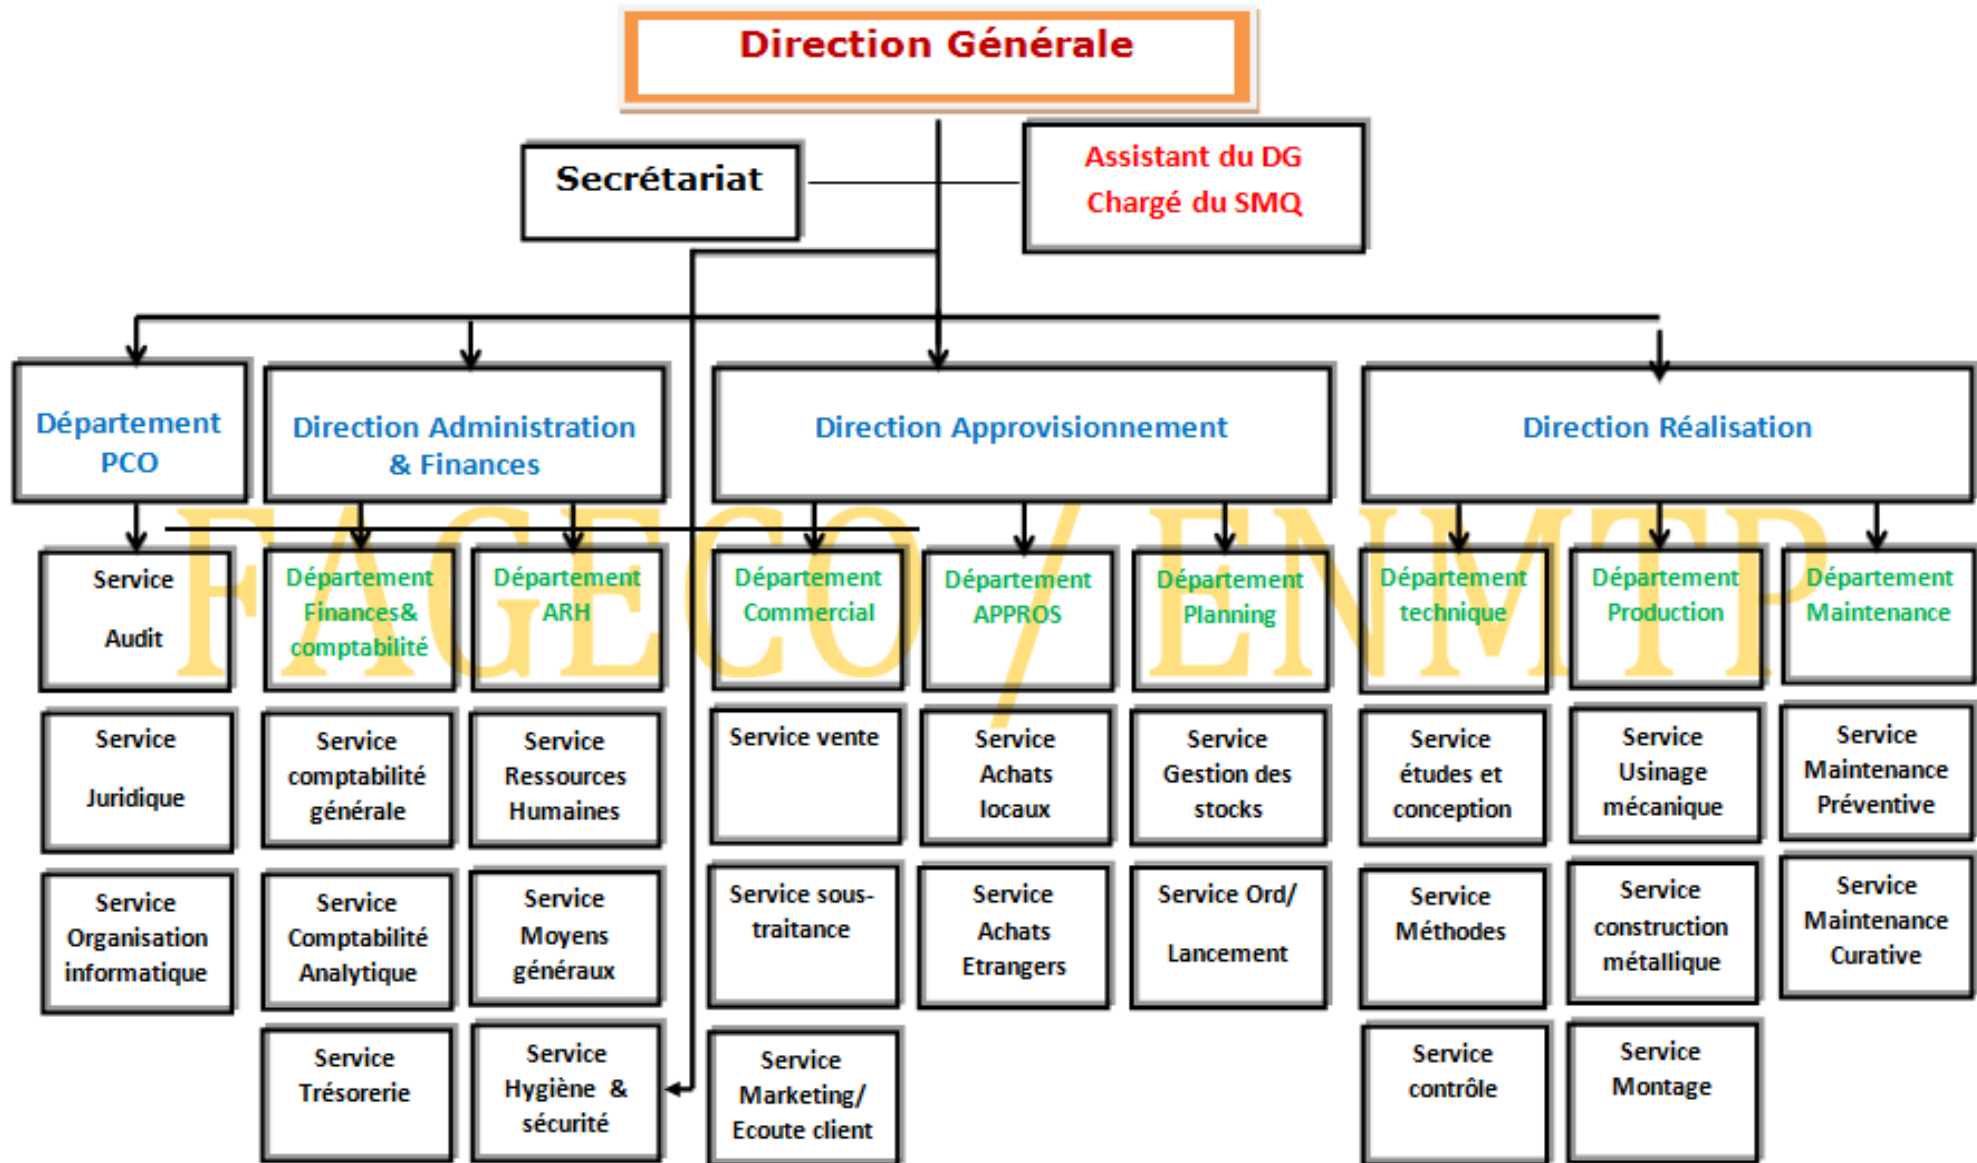 Direction Générale
Secrétariat
Assistant du DG
Chargé du SMQ
Département
PCO
Direction Administration
& Finances
Direction Approvisionnement
Direction Réalisation
FAGECO / ENMTP
Service
Audit
Département
Finances&
comptabilité
Département
ARH
Département
Commercial
Département
APPROS
Département
Planning
Département
technique
Département
Production
Département
Maintenance
Service
Juridique
Service
comptabilité
générale
Service
Ressources
Humaines
Service vente
Service
Achats
locaux
Service
Gestion des
stocks
Service
études et
conception
Service
Usinage
mécanique
Service
Maintenance
Préventive
Service
Organisation
informatique
Service
Comptabilité
Analytique
Service
Moyens
généraux
Service sous-
traitance
Service
Achats
Etrangers
Service Ord/
Lancement
Service
Méthodes
Service
construction
métallique
Service
Maintenance
Curative
Service
Trésorerie
Service
Hygiène &
sécurité
Service
Marketing/
Ecoute client
Service
contrôle
Service
Montage